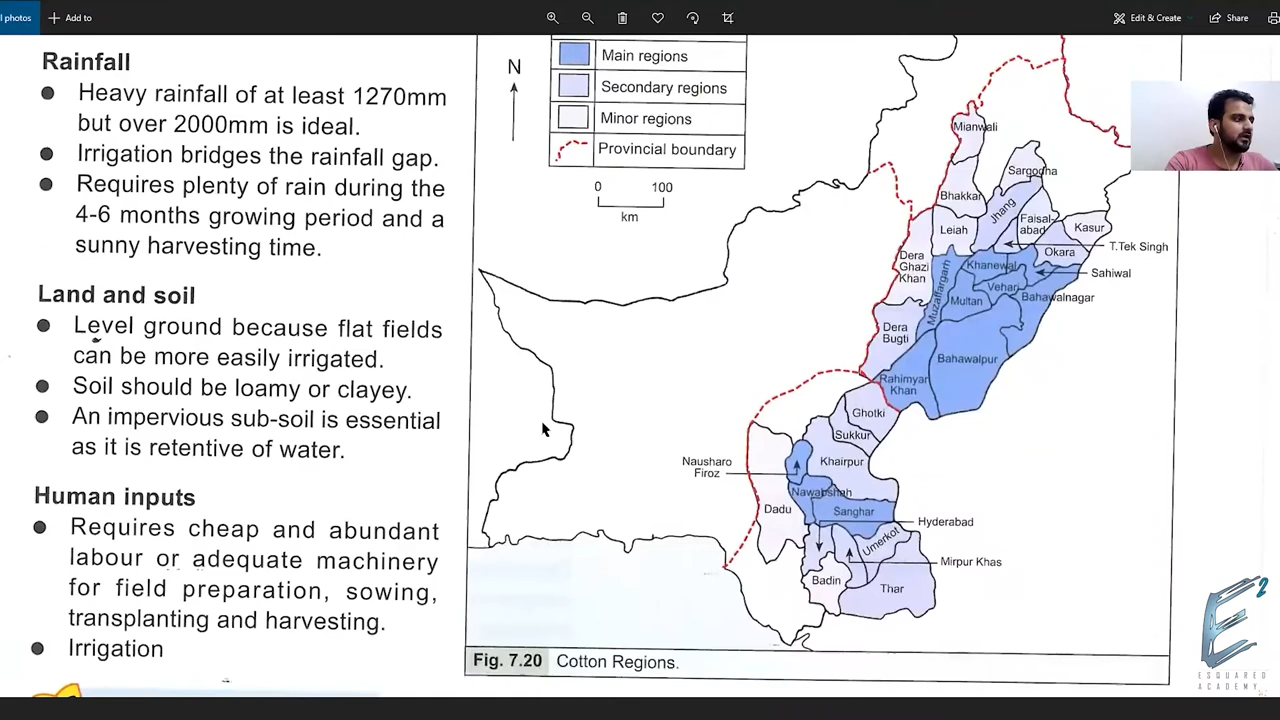 l photos
Add to
Edit & Create
Share
Rainfall
Heavy rainfall of at least 1270mm
but over 2000mm is ideal.
Irrigation bridges the rainfall gap.
Requires plenty of rain during the
4-6 months growing period and a
sunny harvesting time.
Land and soil
Level ground because flat fields
can be more easily irrigated.
Soil should be loamy or clayey.
An impervious sub-soil is essential
as it is retentive of water.
Human inputs
Requires cheap and abundant
labour or adequate machinery
for field preparation, sowing,
transplanting and harvesting.
Irrigation
N
Main regions
Secondary regions
Minor regions
Provincial boundary
0 100
km
Mianwali
Sargodha
Bhakkar
Jhang
Faisal-
abad
Kasur
Leiah
T.Tek Singh
Okara
Dera
Ghazi
Khan
Khanewal
Sahiwal
Muzaffargarh
Vehari
Multan
Bahawalnagar
Dera
Bugti
Bahawalpur
Rahimyar
Khan
Ghotki
Sukkur
Nausharo
Firoz
Khairpur
Nawabshah
Dadu
Sanghar
Hyderabad
Umerkot
Mirpur Khas
Badin
Thar
Fig. 7.20 Cotton Regions.
E2
ESQUARED
ACADEMY